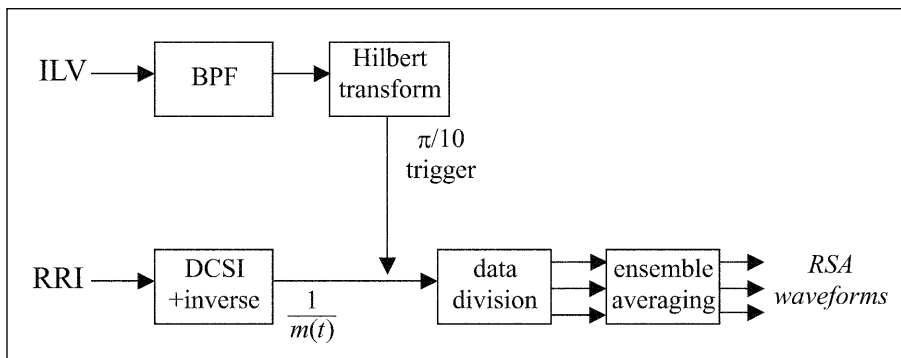 ILV
BPF
Hilbert
transform
π/10
trigger
RRI
DCSI
+inverse
1
m(t)
data
division
ensemble
averaging
RSA
waveforms